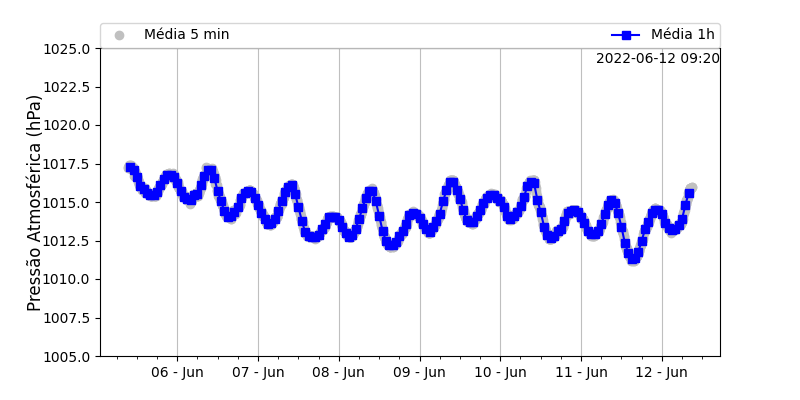 Média 5 min
Média 1h
2022-06-12 09:20
Pressão Atmosférica (hPa)
1025.0
1022.5
1020.0
1017.5
1015.0
1012.5
1010.0
1007.5
1005.0
06 - Jun
07 - Jun
08 - Jun
09 - Jun
10 - Jun
11 - Jun
12 - Jun